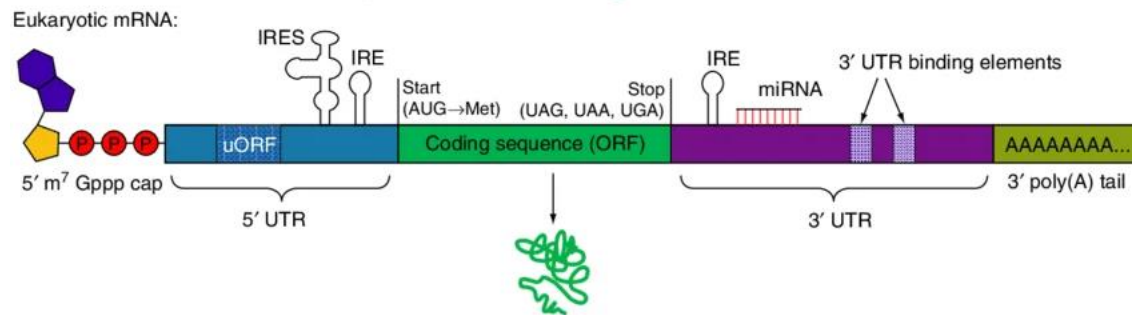 Eukaryotic mRNA:
IRES
IRE
Start
(AUG→Met)
Stop
(UAG, UAA, UGA)
IRE
miRNA
3′ UTR binding elements
P P P
uORF
Coding sequence (ORF)
AAAAAAAA...
5′ m⁷ Gppp cap
5′ UTR
3′ UTR
3′ poly(A) tail